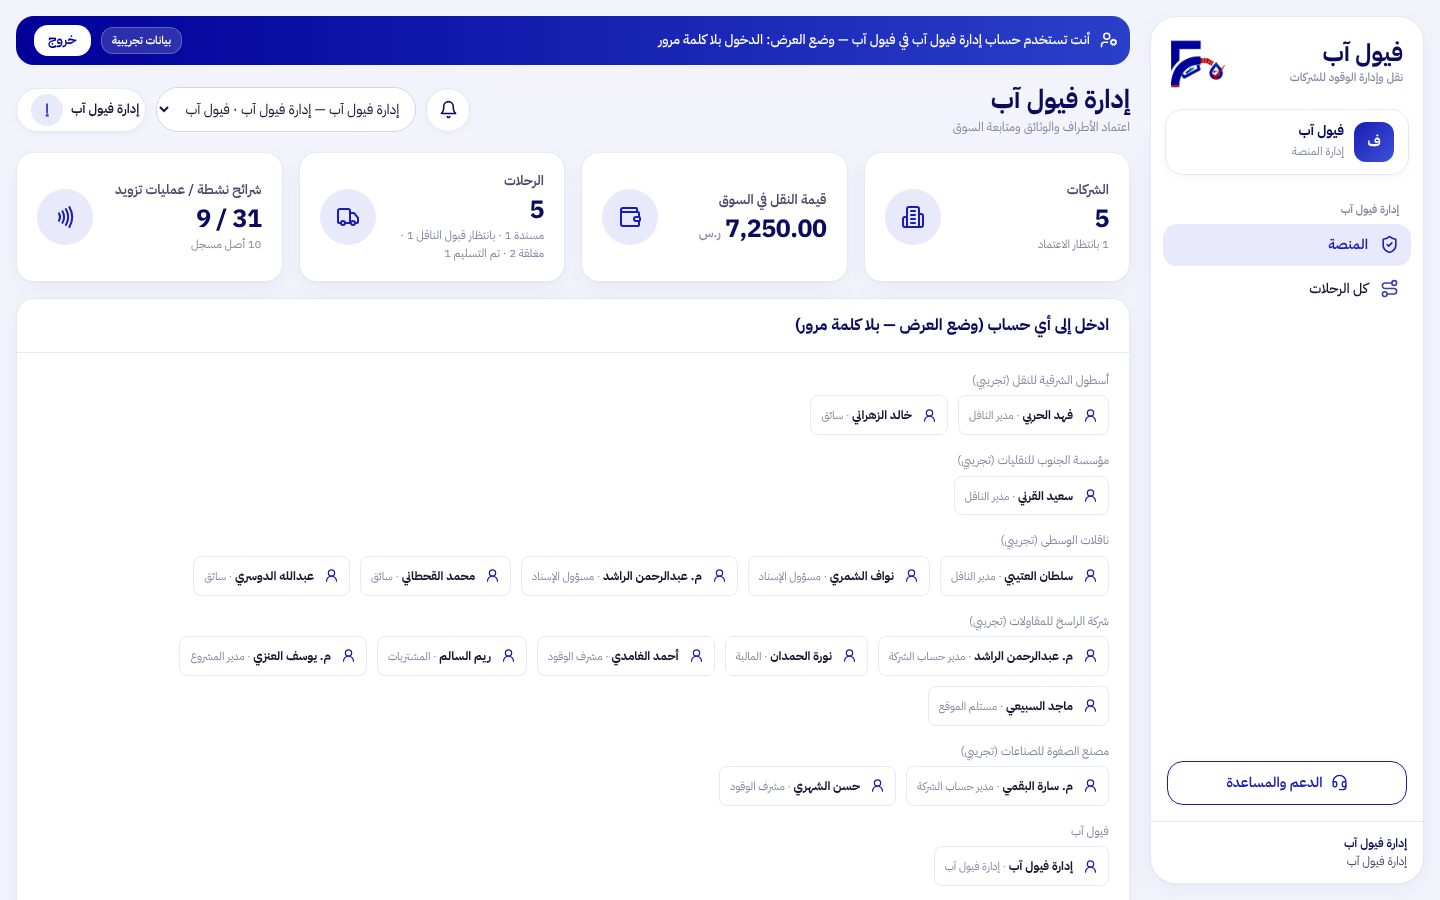 فيول آب
نقل وإدارة الوقود للشركات
ف
فيول آب
إدارة المنصة
إدارة فيول آب
المنصة
كل الرحلات
الدعم والمساعدة
إدارة فيول آب
إدارة فيول آب
أنت تستخدم حساب إدارة فيول آب في فيول آب — وضع العرض: الدخول بلا كلمة مرور
بيانات تجريبية
خروج
إدارة فيول آب
اعتماد الأطراف والوثائق ومتابعة السوق
إدارة فيول آب — إدارة فيول آب · فيول آب
إدارة فيول آب
إ
الشركات
5
1 بانتظار الاعتماد
قيمة النقل في السوق
7,250.00 ر.س
الرحلات
5
مسندة 1 · بانتظار قبول الناقل 1 ·
مغلقة 2 · تم التسليم 1
شرائح نشطة / عمليات تزويد
9 / 31
10 أصل مسجل
ادخل إلى أي حساب (وضع العرض — بلا كلمة مرور)
أسطول الشرقية للنقل (تجريبي)
فهد الحربي · مدير الناقل
خالد الزهراني · سائق
مؤسسة الجنوب للنقليات (تجريبي)
سعيد القرني · مدير الناقل
ناقلات الوسطى (تجريبي)
سلطان العتيبي · مدير الناقل
نواف الشمري · مسؤول الإسناد
م. عبدالرحمن الراشد · مسؤول الإسناد
محمد القحطاني · سائق
عبدالله الدوسري · سائق
شركة الراسخ للمقاولات (تجريبي)
م. عبدالرحمن الراشد · مدير حساب الشركة
نورة الحمدان · المالية
أحمد الغامدي · مشرف الوقود
ريم السالم · المشتريات
م. يوسف العنزي · مدير المشروع
ماجد السبيعي · مستلم الموقع
مصنع الصفوة للصناعات (تجريبي)
م. سارة البقمي · مدير حساب الشركة
حسن الشهري · مشرف الوقود
فيول آب
إدارة فيول آب · إدارة فيول آب